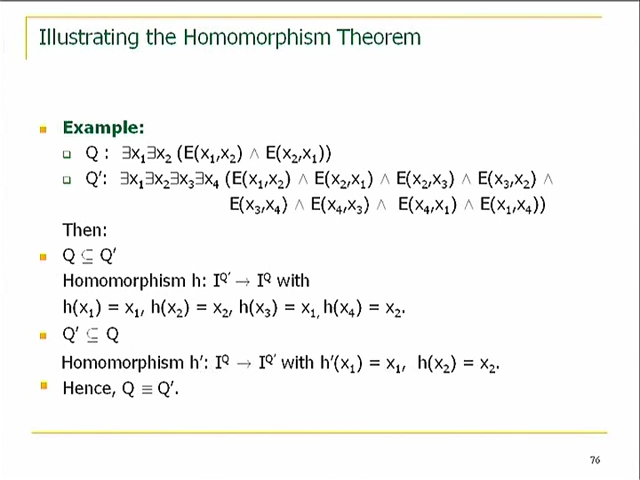 Illustrating the Homomorphism Theorem
Example:
Q : ∃x₁∃x₂ (E(x₁,x₂) ∧ E(x₂,x₁))
Q′: ∃x₁∃x₂∃x₃∃x₄ (E(x₁,x₂) ∧ E(x₂,x₁) ∧ E(x₂,x₃) ∧ E(x₃,x₂) ∧
E(x₃,x₄) ∧ E(x₄,x₃) ∧ E(x₄,x₁) ∧ E(x₁,x₄))
Then:
Q ⊆ Q′
Homomorphism h: I^Q′ → I^Q with
h(x₁) = x₁, h(x₂) = x₂, h(x₃) = x₁, h(x₄) = x₂.
Q′ ⊆ Q
Homomorphism h′: I^Q → I^Q′ with h′(x₁) = x₁, h(x₂) = x₂.
Hence, Q ≡ Q′.
76